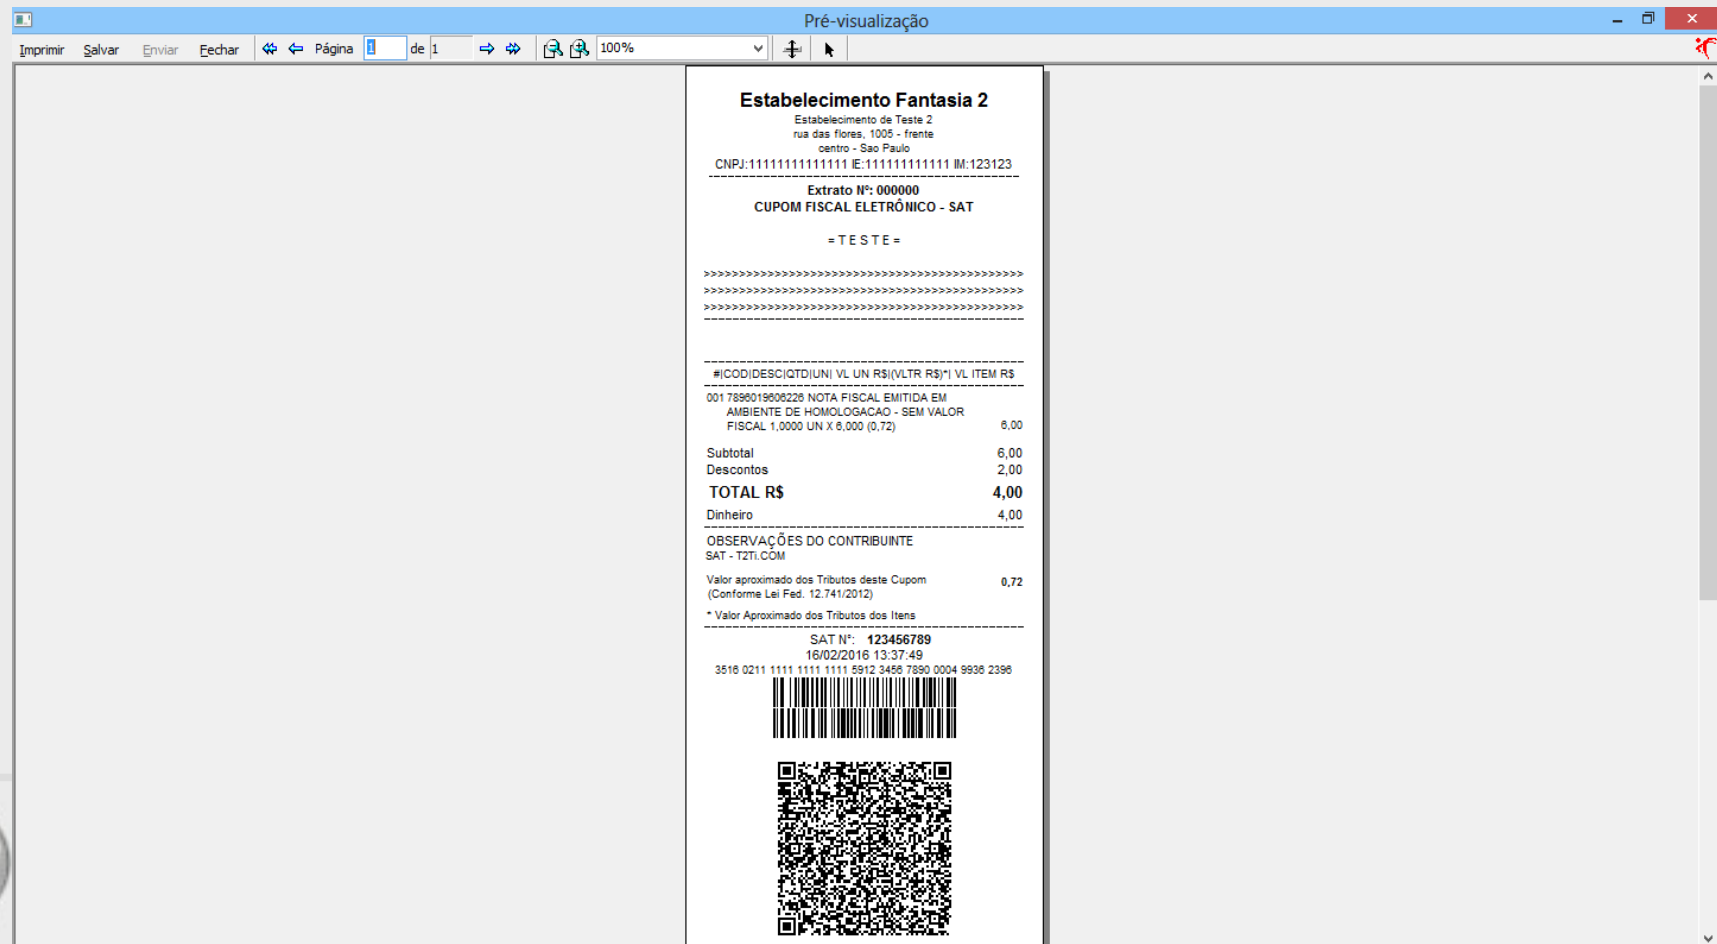 Pré-visualização
Imprimir Salvar Enviar Fechar Página 1 de 1 100%
Estabelecimento Fantasia 2
Estabelecimento de Teste 2
rua das flores, 1005 - frente
centro - Sao Paulo
CNPJ:11111111111111 IE:111111111111 IM:123123
--------------------------------------------
Extrato Nº: 000000
CUPOM FISCAL ELETRÔNICO - SAT
= T E S T E =
>>>>>>>>>>>>>>>>>>>>>>>>>>>>>>>>>>>>>>>>>>>>>
>>>>>>>>>>>>>>>>>>>>>>>>>>>>>>>>>>>>>>>>>>>>>
>>>>>>>>>>>>>>>>>>>>>>>>>>>>>>>>>>>>>>>>>>>>>
---------------------------------------------
---------------------------------------------
#|COD|DESC|QTD|UN| VL UN R$|(VLTR R$)*| VL ITEM R$
---------------------------------------------
001 7896019606226 NOTA FISCAL EMITIDA EM
AMBIENTE DE HOMOLOGACAO - SEM VALOR
FISCAL 1,0000 UN X 6,000 (0,72) 6,00
Subtotal 6,00
Descontos 2,00
TOTAL R$ 4,00
Dinheiro 4,00
---------------------------------------------
OBSERVAÇÕES DO CONTRIBUINTE
SAT - T2Ti.COM
Valor aproximado dos Tributos deste Cupom 0,72
(Conforme Lei Fed. 12.741/2012)
* Valor Aproximado dos Tributos dos Itens
---------------------------------------------
SAT Nº: 123456789
16/02/2016 13:37:49
3516 0211 1111 1111 1111 5912 3456 7890 0004 9936 2396